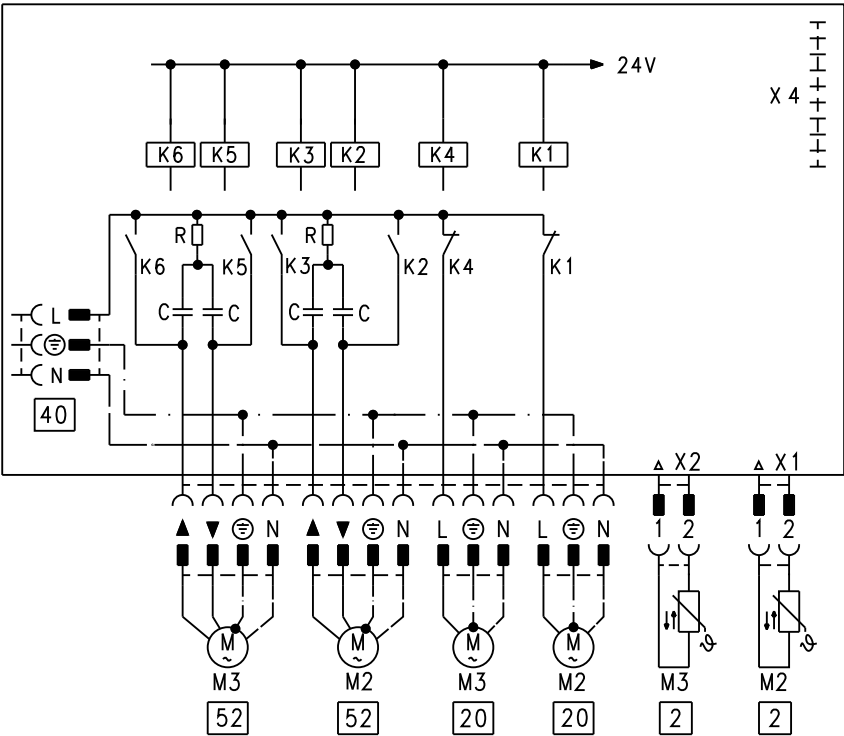 24V
X 4
K6 K5 K3 K2 K4 K1
R R
K6 K5 K3 K2 K4 K1
C C C C
L
N
40
X2 X1
▲ ▼ N ▲ ▼ N L N L N 1 2 1 2
M M M M
~ ~ ~ ~
ϑ ϑ
M3 M2 M3 M2 M3 M2
52 52 20 20 2 2